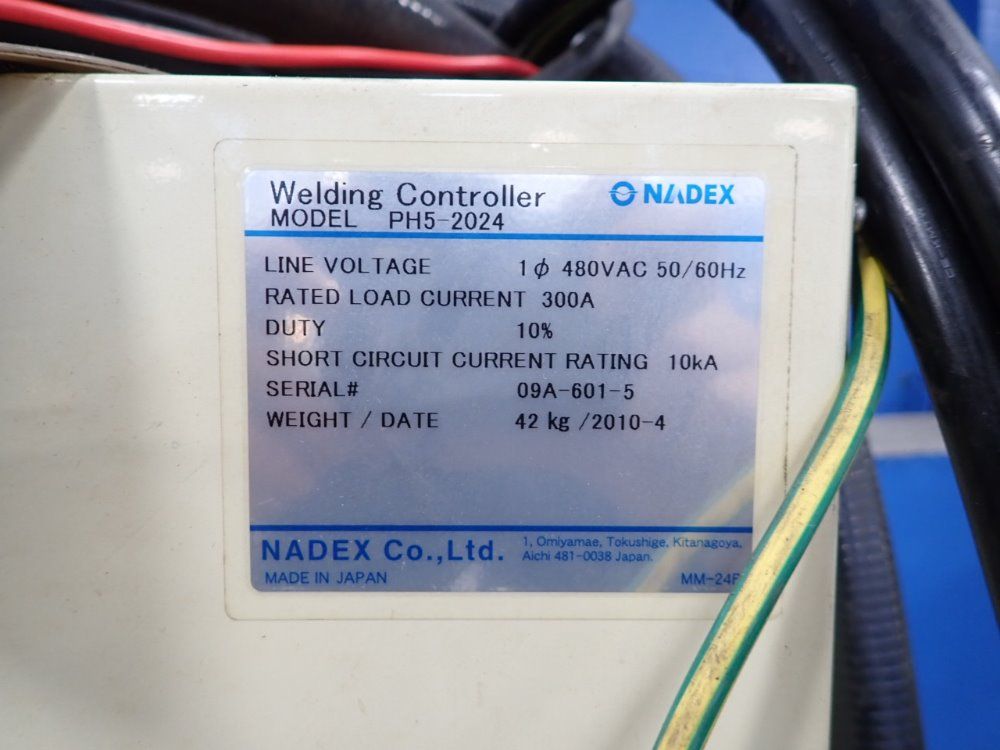 Welding Controller NADEX
MODEL PH5-2024
LINE VOLTAGE 1ϕ 480VAC 50/60Hz
RATED LOAD CURRENT 300A
DUTY 10%
SHORT CIRCUIT CURRENT RATING 10kA
SERIAL# 09A-601-5
WEIGHT / DATE 42 kg /2010-4
NADEX Co.,Ltd. 1, Omiyamae, Tokushige, Kitanagoya,
Aichi 481-0038 Japan.
MADE IN JAPAN